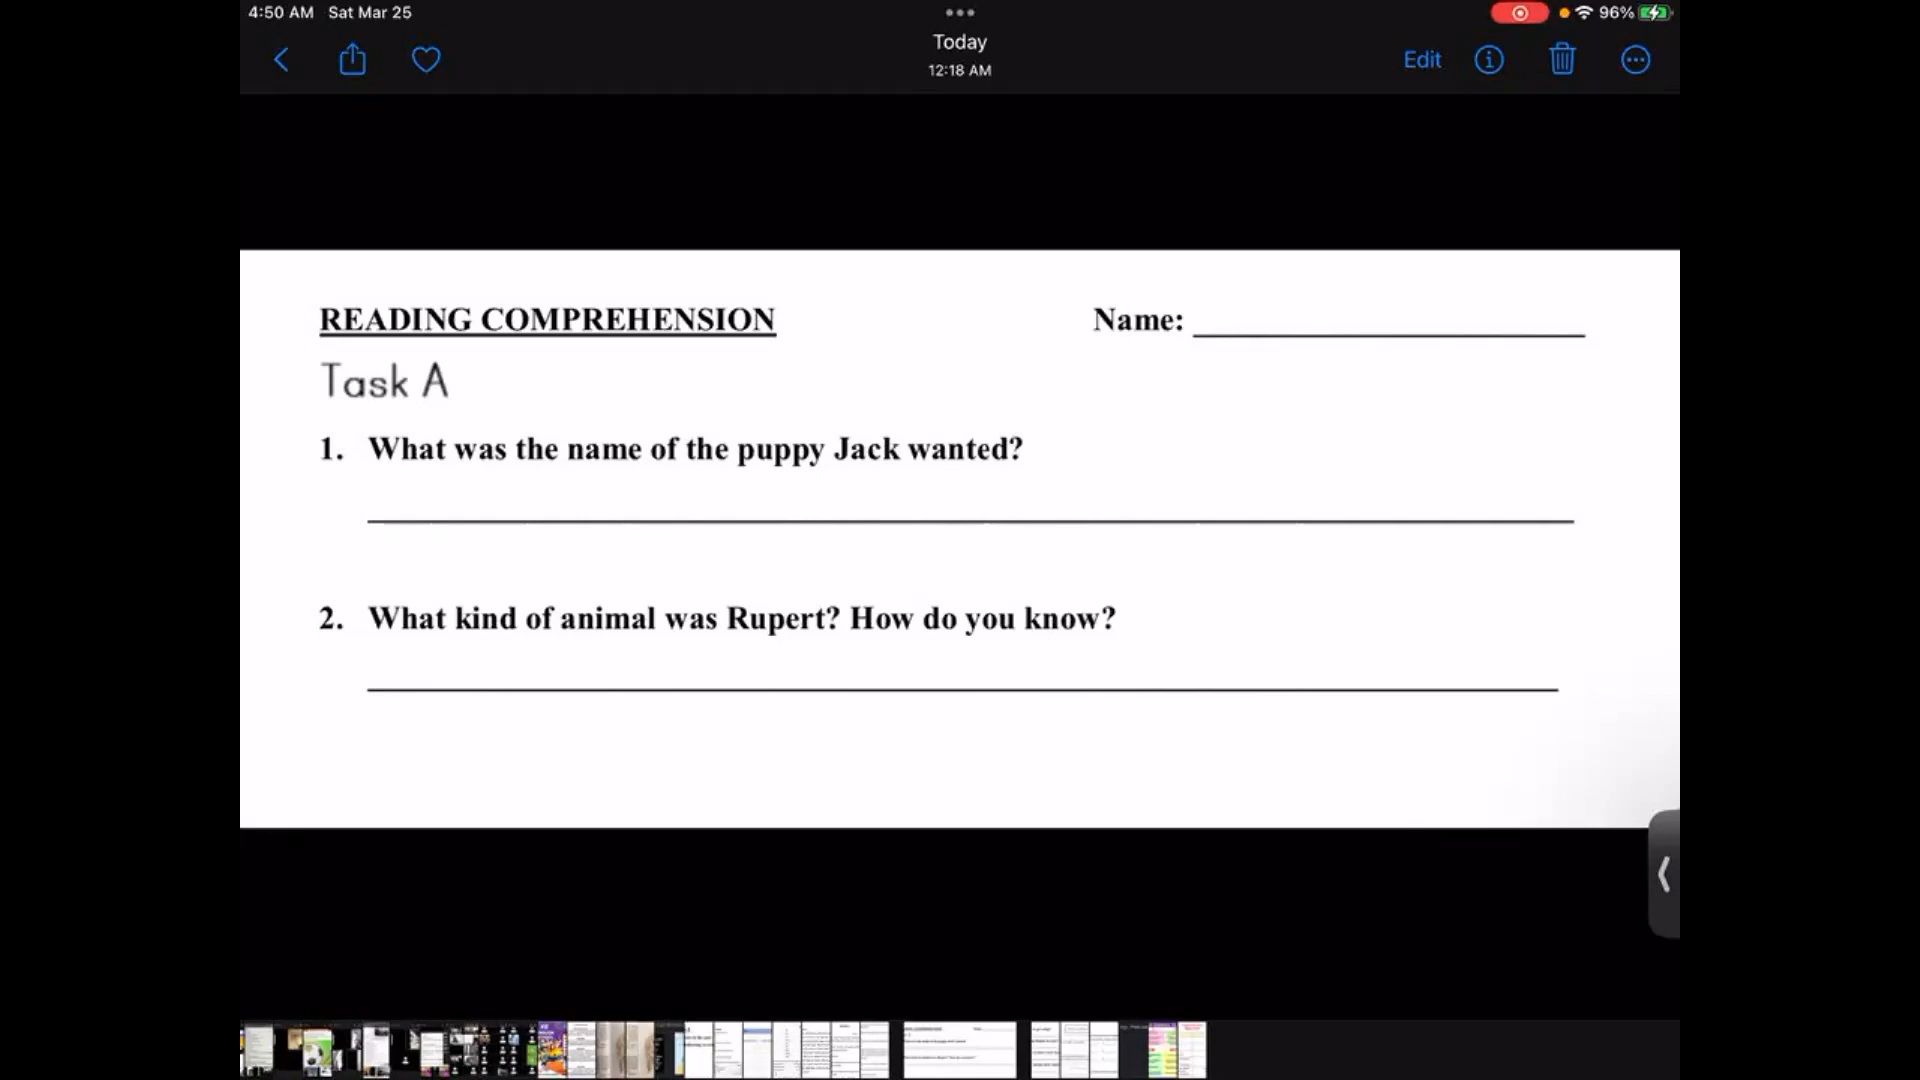 4:50 AM Sat Mar 25
96%
Today
12:18 AM
Edit
READING COMPREHENSION
Name:
Task A
1. What was the name of the puppy Jack wanted?
2. What kind of animal was Rupert? How do you know?